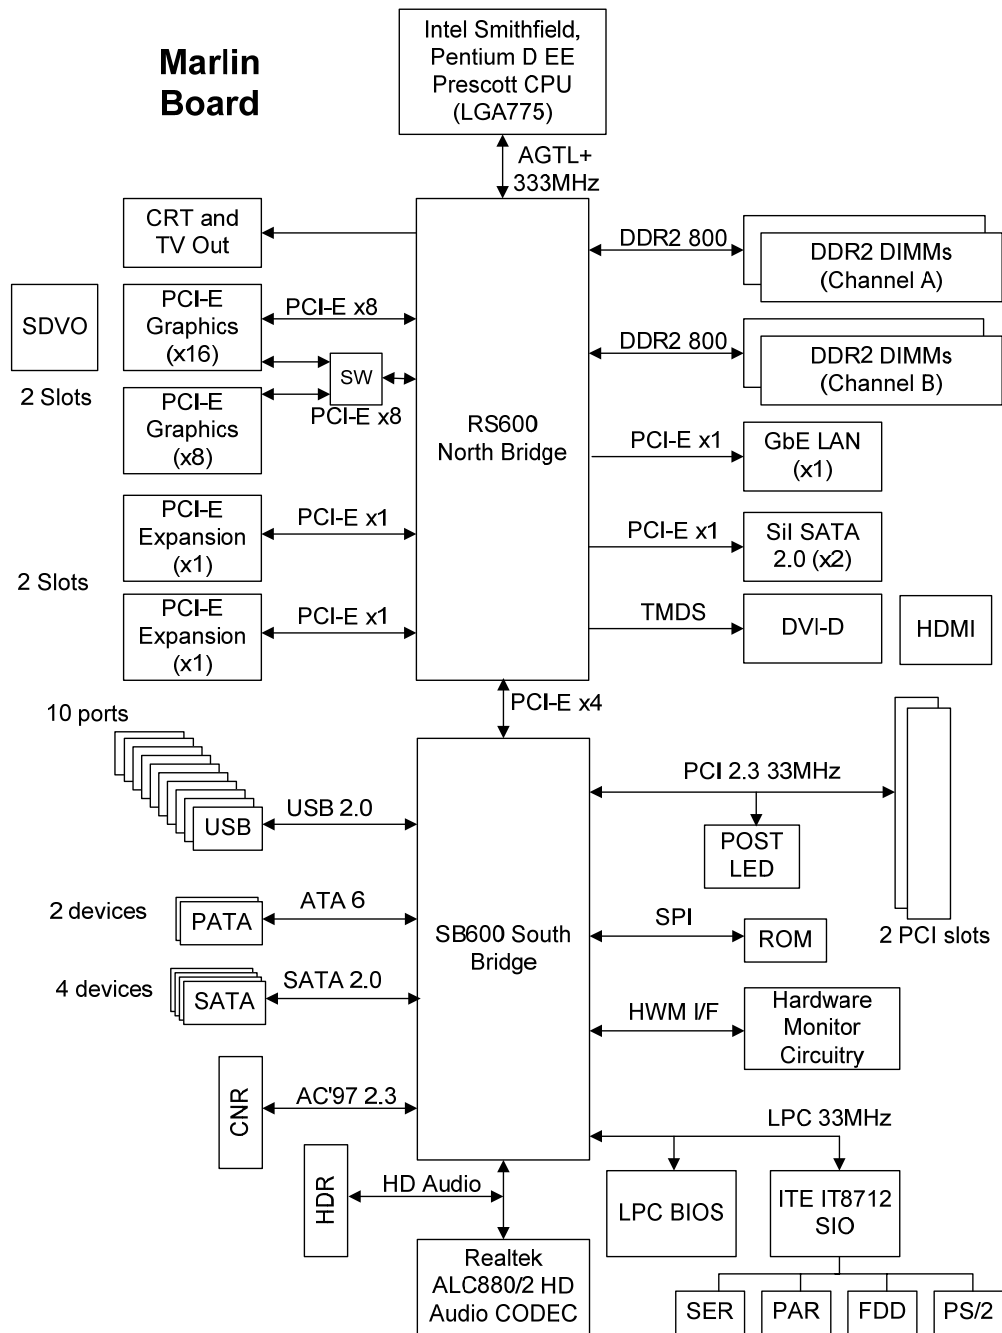 Marlin
Board
Intel Smithfield,
Pentium D EE
Prescott CPU
(LGA775)
AGTL+
333MHz
CRT and
TV Out
DDR2 800
DDR2 DIMMs
(Channel A)
SDVO
2 Slots
PCI-E
Graphics
(x16)
PCI-E x8
SW
PCI-E x8
PCI-E
Graphics
(x8)
RS600
North Bridge
DDR2 800
DDR2 DIMMs
(Channel B)
PCI-E x1
GbE LAN
(x1)
2 Slots
PCI-E
Expansion
(x1)
PCI-E x1
PCI-E x1
SiI SATA
2.0 (x2)
PCI-E
Expansion
(x1)
PCI-E x1
TMDS
DVI-D
HDMI
PCI-E x4
10 ports
USB
USB 2.0
PCI 2.3 33MHz
POST
LED
2 PCI slots
2 devices
PATA
ATA 6
SB600 South
Bridge
SPI
ROM
4 devices
SATA
SATA 2.0
HWM I/F
Hardware
Monitor
Circuitry
CNR
AC'97 2.3
LPC 33MHz
HDR
HD Audio
LPC BIOS
ITE IT8712
SIO
Realtek
ALC880/2 HD
Audio CODEC
SER
PAR
FDD
PS/2